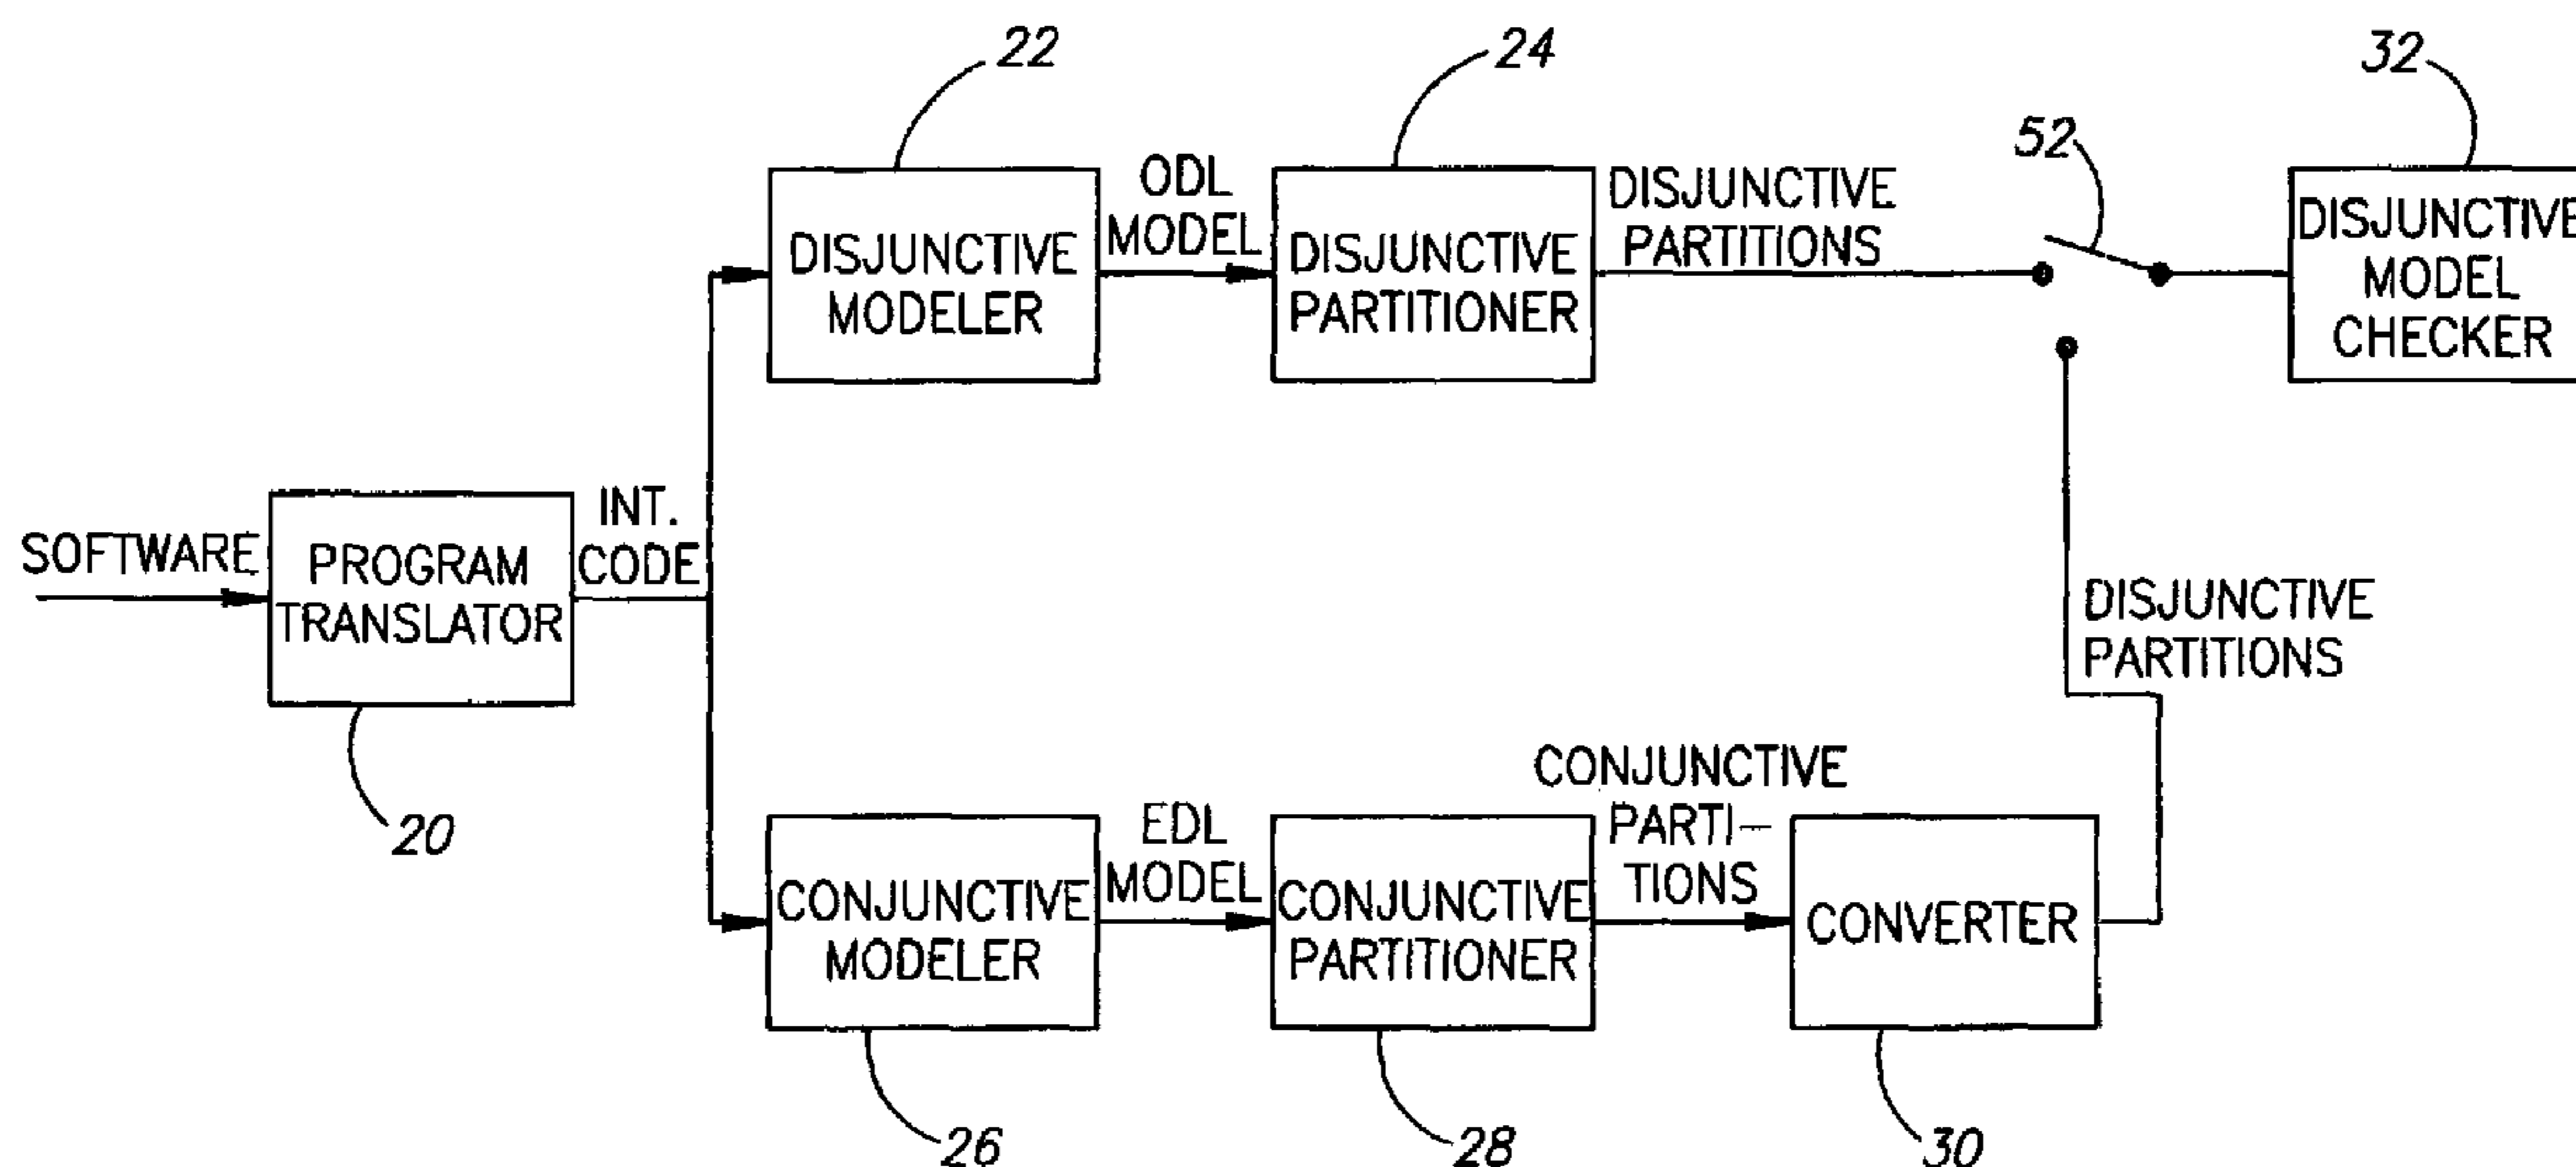 22
24
32
52
DISJUNCTIVE
MODELER
ODL
MODEL
DISJUNCTIVE
PARTITIONER
DISJUNCTIVE
PARTITIONS
DISJUNCTIVE
MODEL
CHECKER
SOFTWARE
PROGRAM
TRANSLATOR
INT.
CODE
20
DISJUNCTIVE
PARTITIONS
CONJUNCTIVE
MODELER
EDL
MODEL
CONJUNCTIVE
PARTITIONER
CONJUNCTIVE
PARTI-
TIONS
CONVERTER
26
28
30